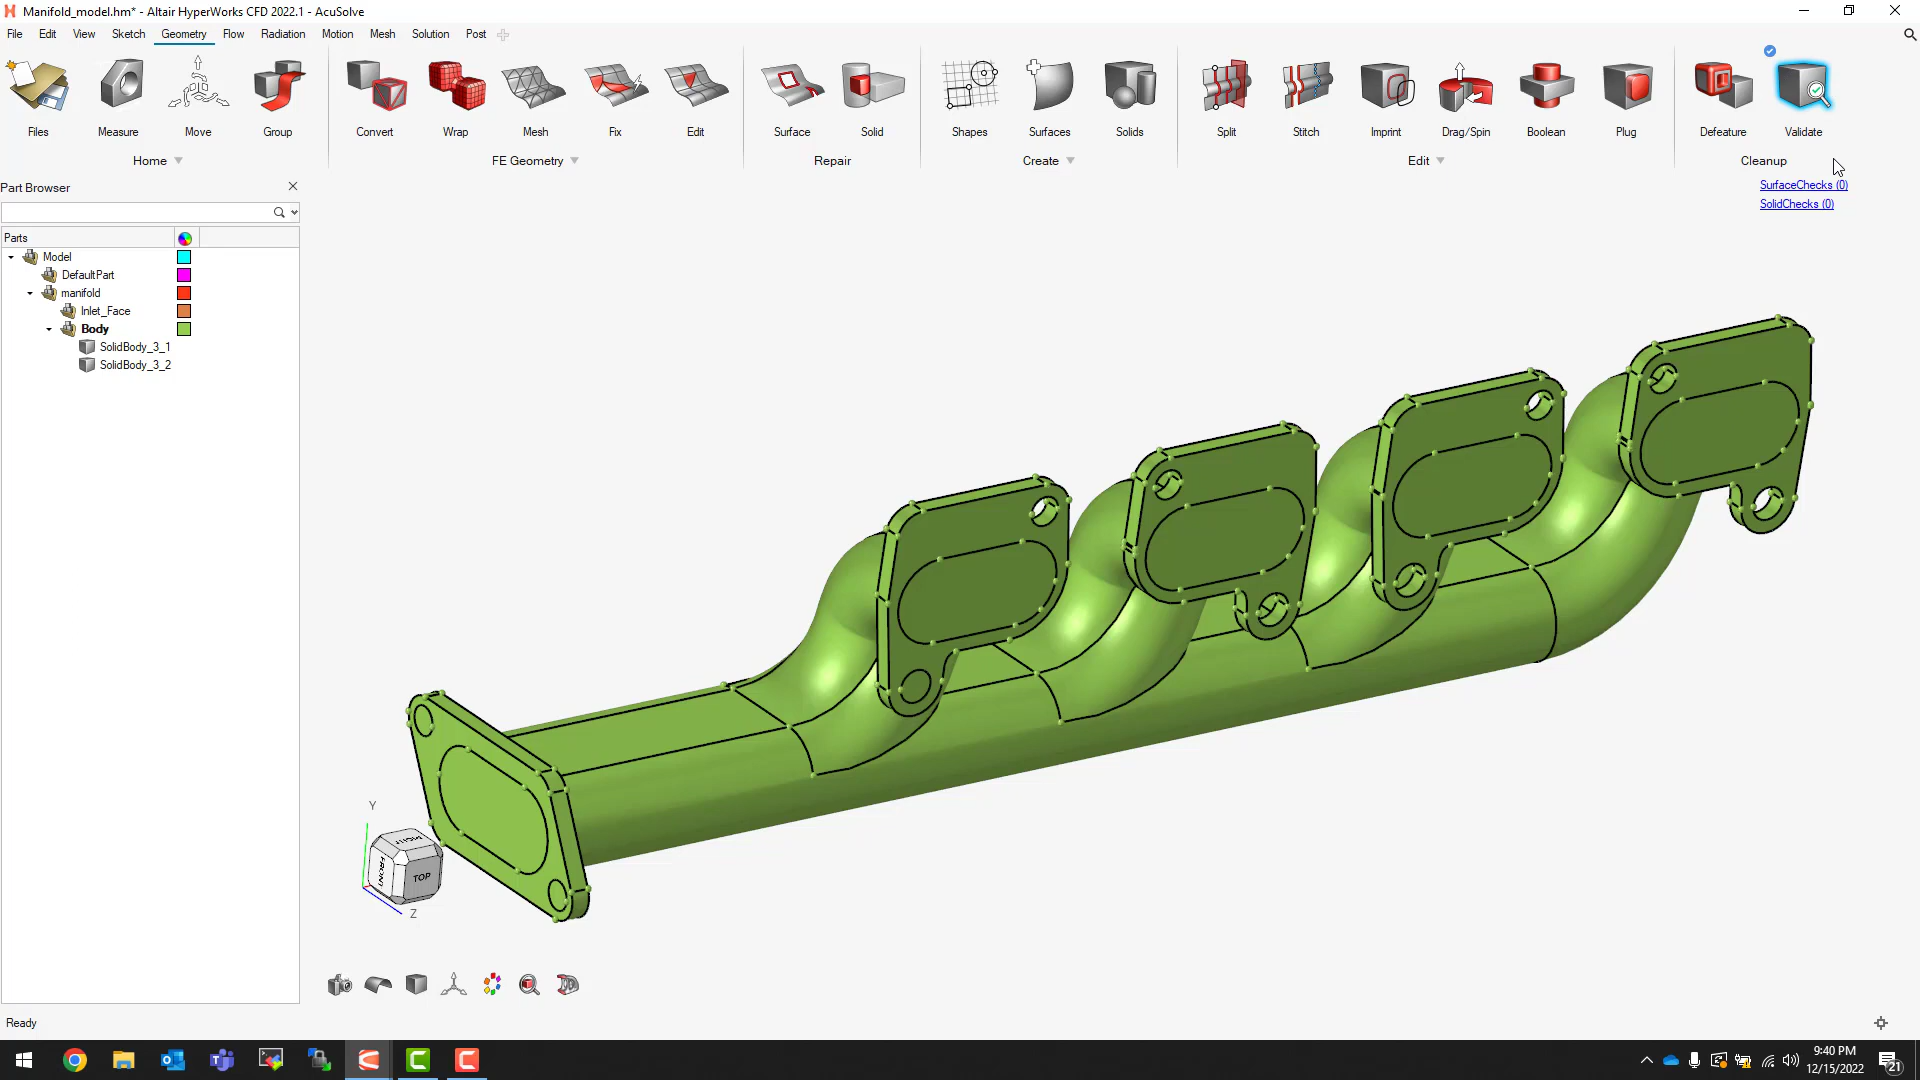 Manifold_model.hm* - Altair HyperWorks CFD 2022.1 - AcuSolve
File Edit View Sketch Geometry Flow Radiation Motion Mesh Solution Post
Files Measure Move Group Convert Wrap Mesh Fix Edit Surface Solid Shapes Surfaces Solids Split Stitch Imprint Drag/Spin Boolean Plug Defeature Validate
Home FE Geometry Repair Create Edit Cleanup
SurfaceChecks (0)
SolidChecks (0)
Part Browser
Parts
Model
DefaultPart
manifold
Inlet_Face
Body
SolidBody_3_1
SolidBody_3_2
Y
RIGHT
FRONT
TOP
Z
Ready
9:40 PM
12/15/2022
21